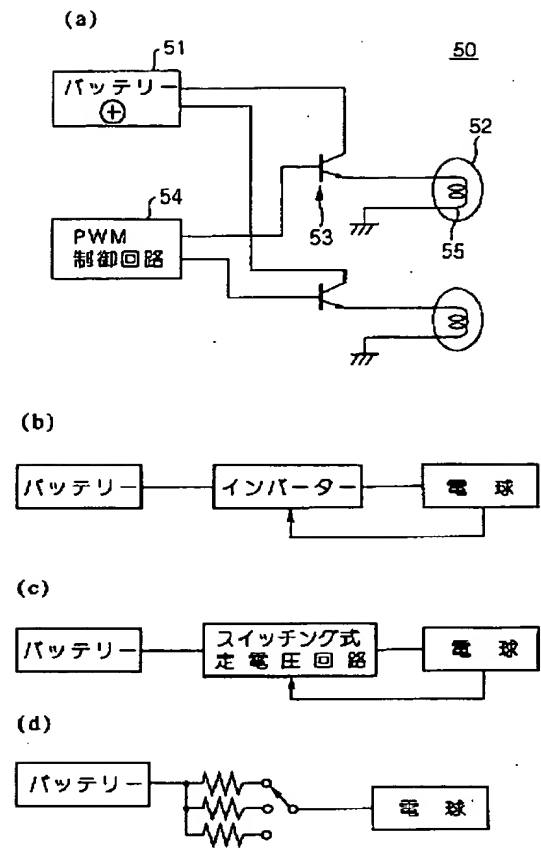 (a)
50
51
バッテリー
⊕
52
54
PWM
制御回路
53
55
(b)
バッテリー
インバーター
電球
(c)
バッテリー
スイッチング式
定電圧回路
電球
(d)
バッテリー
電球